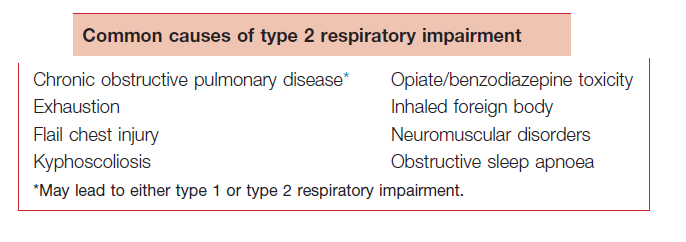 Common causes of type 2 respiratory impairment
Chronic obstructive pulmonary disease*
Exhaustion
Flail chest injury
Kyphoscoliosis
Opiate/benzodiazepine toxicity
Inhaled foreign body
Neuromuscular disorders
Obstructive sleep apnoea
*May lead to either type 1 or type 2 respiratory impairment.